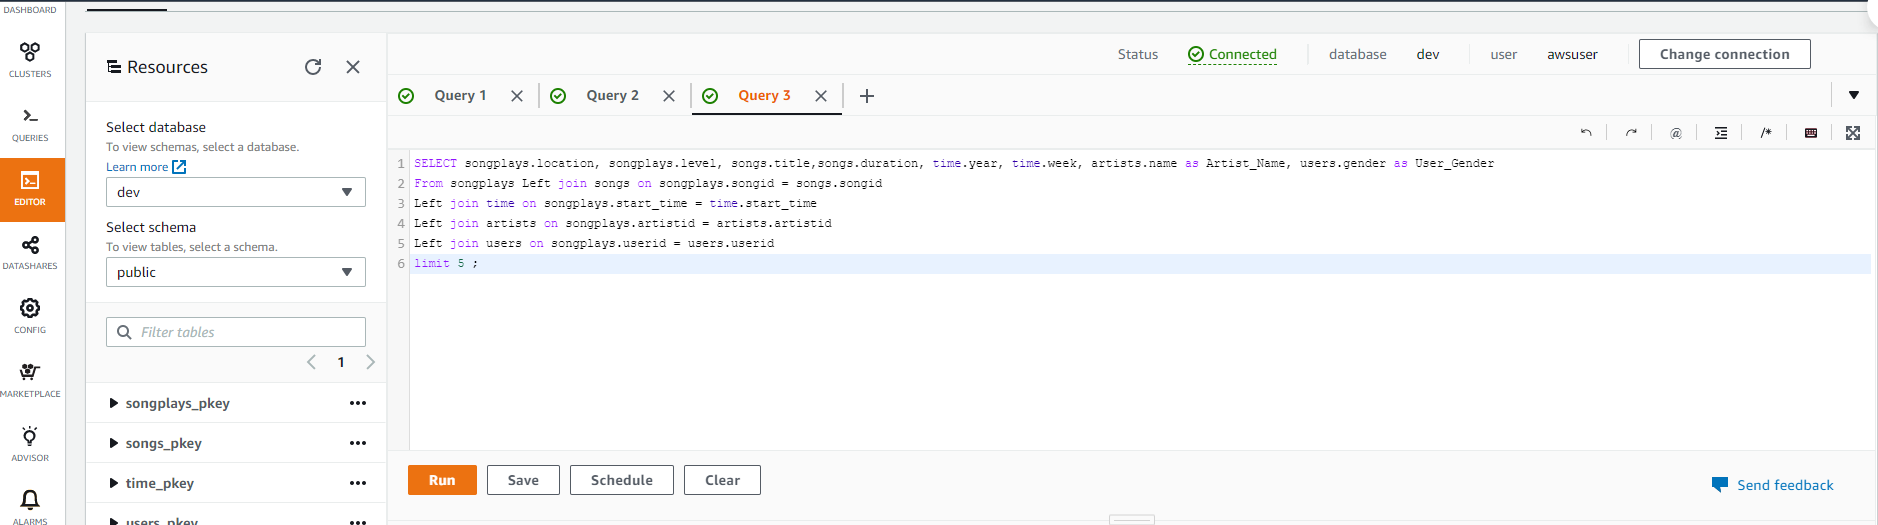 DASHBOARD
CLUSTERS
QUERIES
EDITOR
DATASHARES
CONFIG
MARKETPLACE
ADVISOR
ALARMS
Resources
Select database
To view schemas, select a database.
Learn more
dev
Select schema
To view tables, select a schema.
public
Filter tables
1
songplays_pkey
songs_pkey
time_pkey
users_pkey
Status Connected database dev user awsuser Change connection
Query 1 Query 2 Query 3
@ /*
1 SELECT songplays.location, songplays.level, songs.title,songs.duration, time.year, time.week, artists.name as Artist_Name, users.gender as User_Gender
2 From songplays Left join songs on songplays.songid = songs.songid
3 Left join time on songplays.start_time = time.start_time
4 Left join artists on songplays.artistid = artists.artistid
5 Left join users on songplays.userid = users.userid
6 limit 5 ;
Run Save Schedule Clear
Send feedback